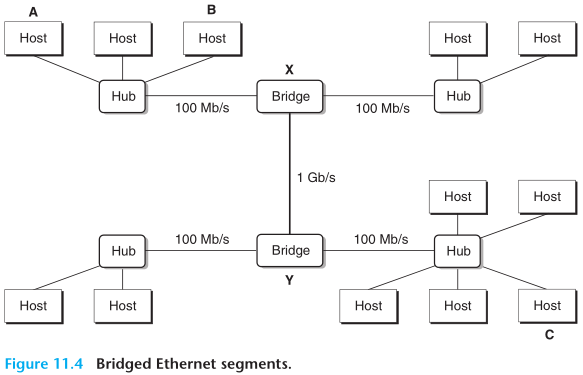 A
B
Host Host Host Host Host
X
Hub Bridge Hub
100 Mb/s 100 Mb/s
1 Gb/s
Host Host
100 Mb/s 100 Mb/s
Hub Bridge Hub
Y
Host Host Host Host Host
C
Figure 11.4 Bridged Ethernet segments.